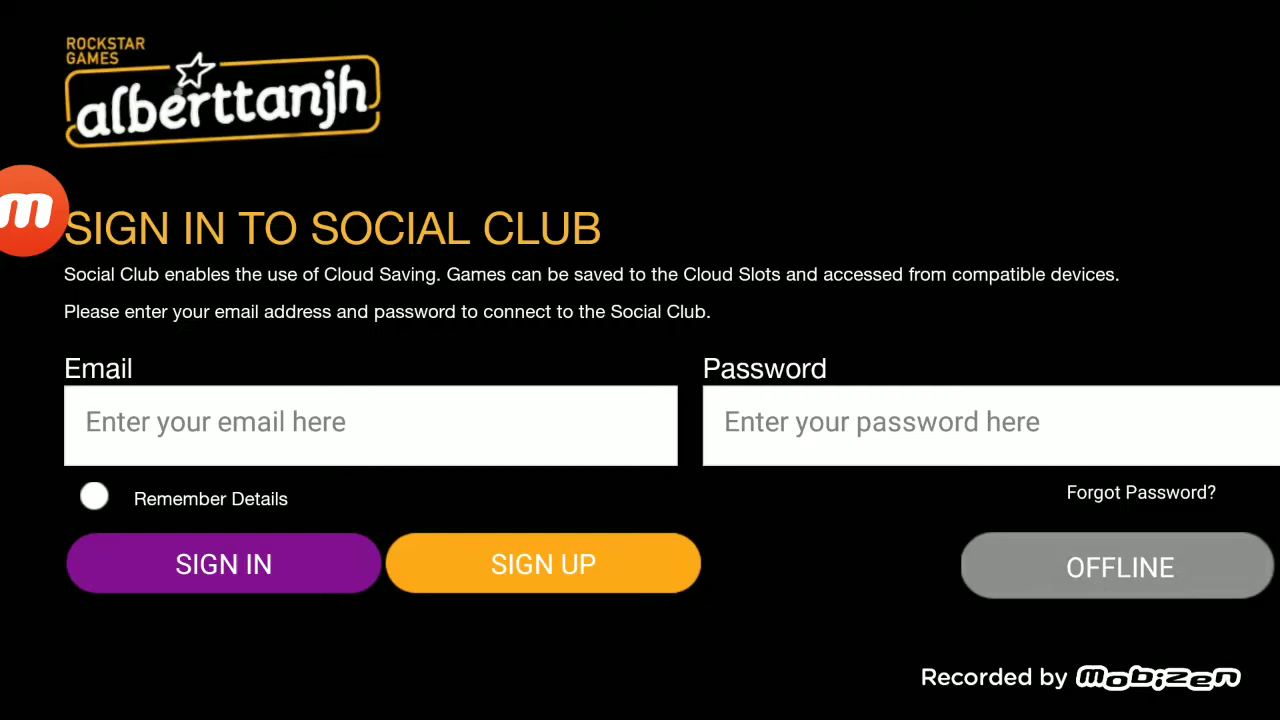 ROCKSTAR
GAMES
alberttanjh
m
SIGN IN TO SOCIAL CLUB
Social Club enables the use of Cloud Saving. Games can be saved to the Cloud Slots and accessed from compatible devices.
Please enter your email address and password to connect to the Social Club.
Email Password
Enter your email here Enter your password here
Remember Details Forgot Password?
SIGN IN SIGN UP OFFLINE
Recorded by mobizen